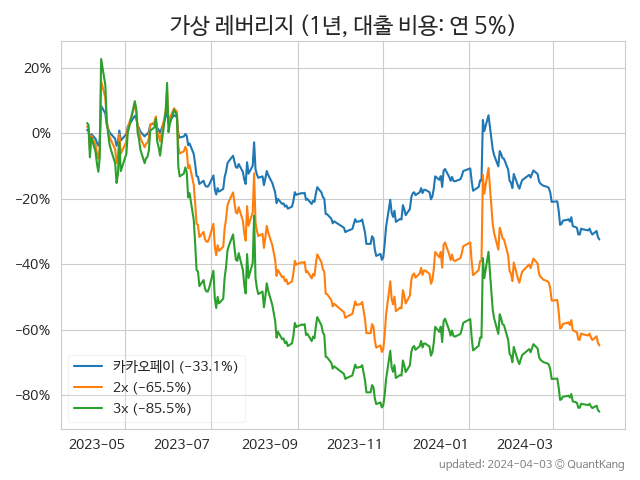 가상 레버리지 (1년, 대출 비용: 연 5%)
20%
0%
−20%
−40%
−60%
−80%
카카오페이 (−33.1%)
2x (−65.5%)
3x (−85.5%)
2023-05 2023-07 2023-09 2023-11 2024-01 2024-03
updated: 2024-04-03 © QuantKang